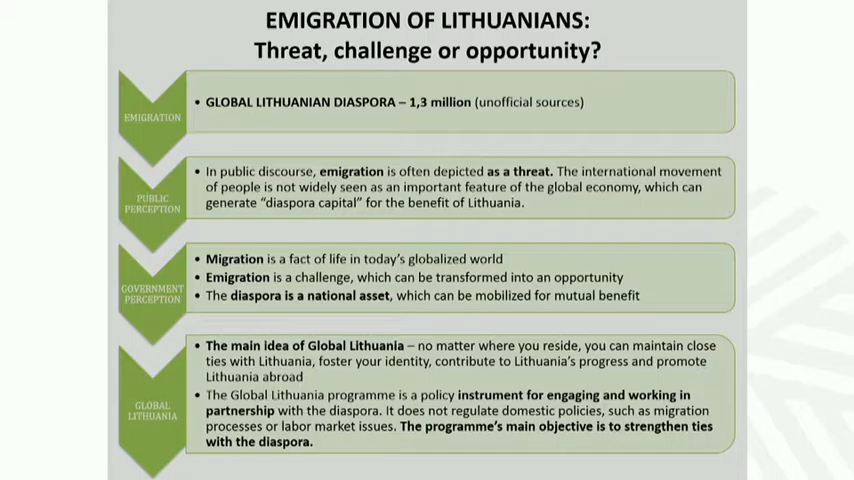 EMIGRATION OF LITHUANIANS:
Threat, challenge or opportunity?
EMIGRATION
• GLOBAL LITHUANIAN DIASPORA – 1,3 million (unofficial sources)
PUBLIC
PERCEPTION
• In public discourse, emigration is often depicted as a threat. The international movement
of people is not widely seen as an important feature of the global economy, which can
generate “diaspora capital” for the benefit of Lithuania.
GOVERNMENT
PERCEPTION
• Migration is a fact of life in today’s globalized world
• Emigration is a challenge, which can be transformed into an opportunity
• The diaspora is a national asset, which can be mobilized for mutual benefit
GLOBAL
LITHUANIA
• The main idea of Global Lithuania – no matter where you reside, you can maintain close
ties with Lithuania, foster your identity, contribute to Lithuania’s progress and promote
Lithuania abroad
• The Global Lithuania programme is a policy instrument for engaging and working in
partnership with the diaspora. It does not regulate domestic policies, such as migration
processes or labor market issues. The programme’s main objective is to strengthen ties
with the diaspora.